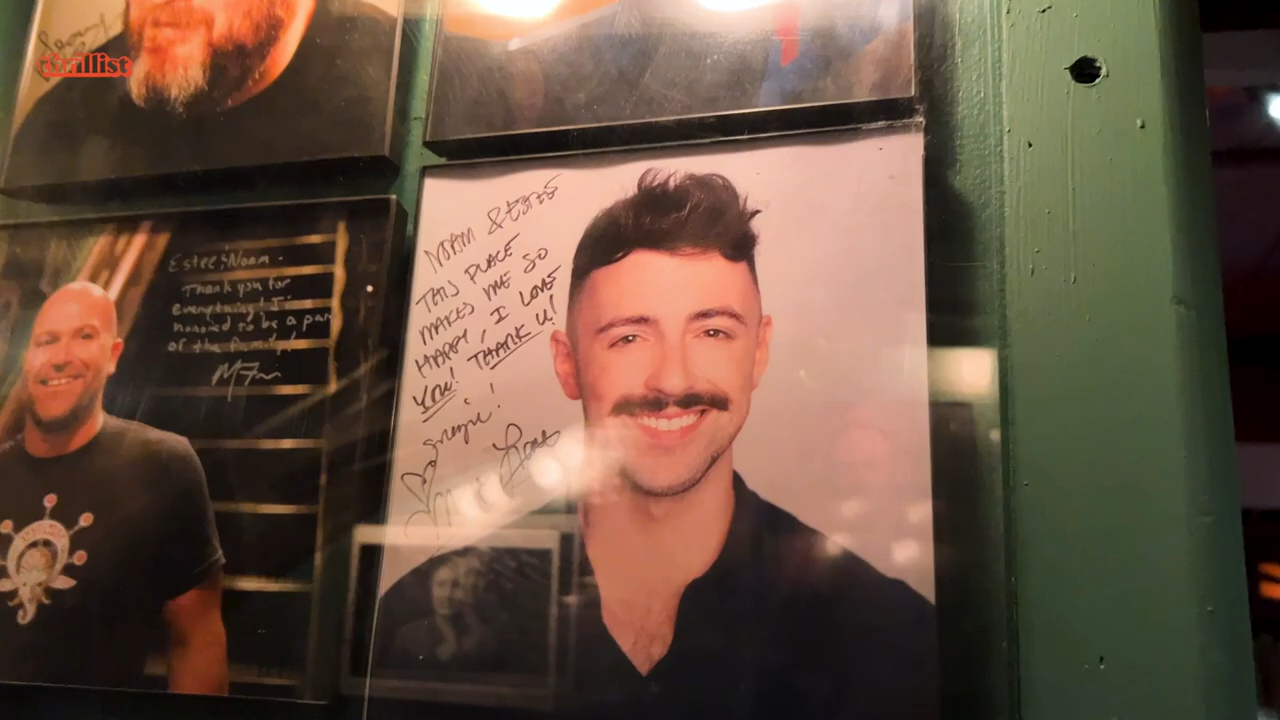 thrillist
Estee & Noam.
Thank you for
everything! I'm
honored to be a part
of the family!
NOAM & ESTEE
THIS PLACE
MAKES ME SO
HAPPY, I LOVE
YOU! THANK U!